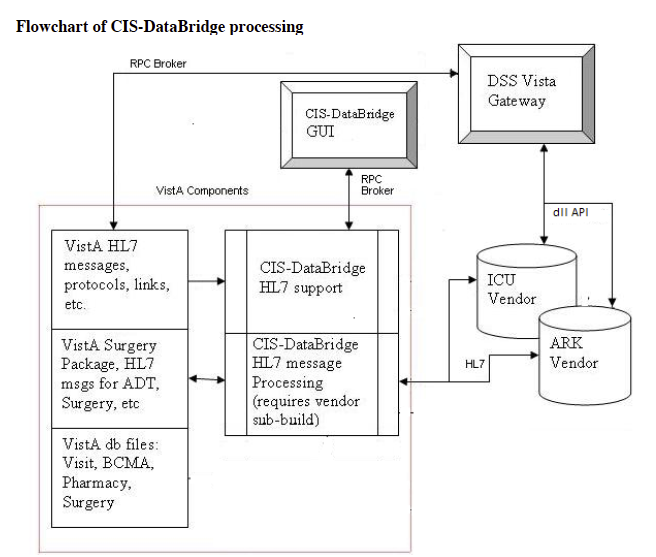 Flowchart of CIS-DataBridge processing
RPC Broker
DSS Vista
Gateway
CIS-DataBridge
GUI
RPC
Broker
VistA Components
dll API
VistA HL7
messages,
protocols, links,
etc.
CIS-DataBridge
HL7 support
ICU
Vendor
VistA Surgery
Package, HL7
msgs for ADT,
Surgery, etc
CIS-DataBridge
HL7 message
Processing
(requires vendor
sub-build)
HL7
ARK
Vendor
VistA db files:
Visit, BCMA,
Pharmacy,
Surgery